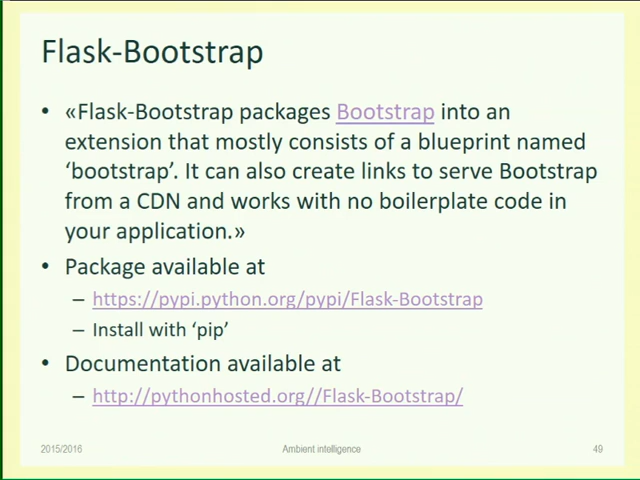 Flask-Bootstrap
• «Flask-Bootstrap packages Bootstrap into an
extension that mostly consists of a blueprint named
‘bootstrap’. It can also create links to serve Bootstrap
from a CDN and works with no boilerplate code in
your application.»
• Package available at
– https://pypi.python.org/pypi/Flask-Bootstrap
– Install with ‘pip’
• Documentation available at
– http://pythonhosted.org//Flask-Bootstrap/
2015/2016 Ambient intelligence 49